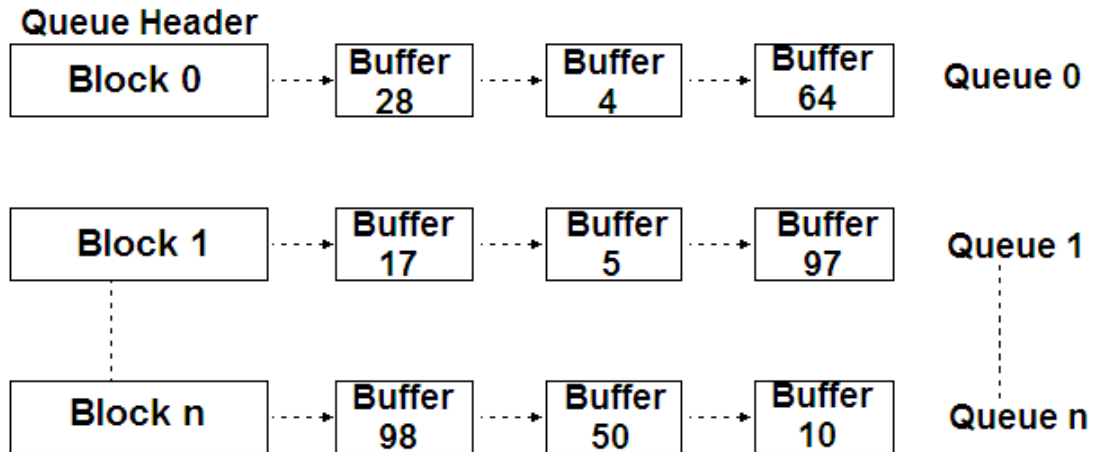 Queue Header
Block 0
Buffer
28
Buffer
4
Buffer
64
Queue 0
Block 1
Buffer
17
Buffer
5
Buffer
97
Queue 1
Block n
Buffer
98
Buffer
50
Buffer
10
Queue n